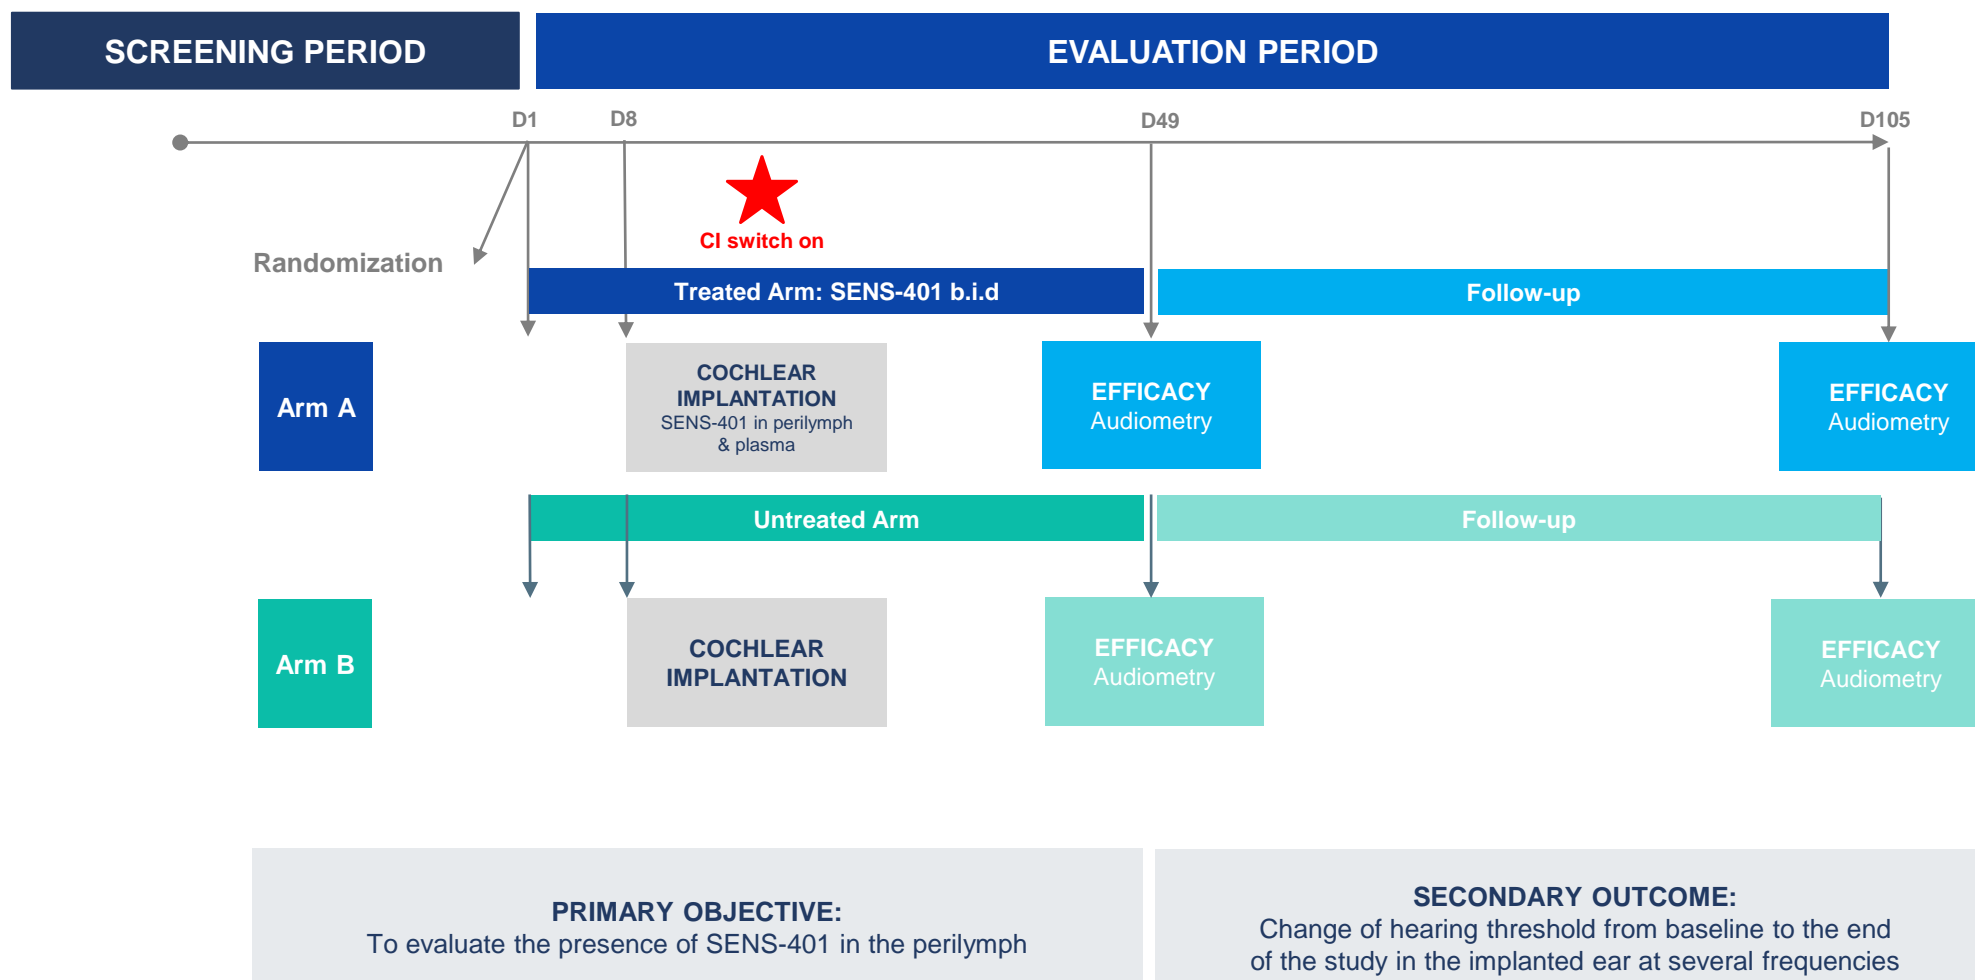 SCREENING PERIOD
EVALUATION PERIOD
D1
D8
D49
D105
CI switch on
Randomization
Treated Arm: SENS-401 b.i.d
Follow-up
Arm A
COCHLEAR
IMPLANTATION
SENS-401 in perilymph
& plasma
EFFICACY
Audiometry
EFFICACY
Audiometry
Untreated Arm
Follow-up
Arm B
COCHLEAR
IMPLANTATION
EFFICACY
Audiometry
EFFICACY
Audiometry
PRIMARY OBJECTIVE:
To evaluate the presence of SENS-401 in the perilymph
SECONDARY OUTCOME:
Change of hearing threshold from baseline to the end
of the study in the implanted ear at several frequencies